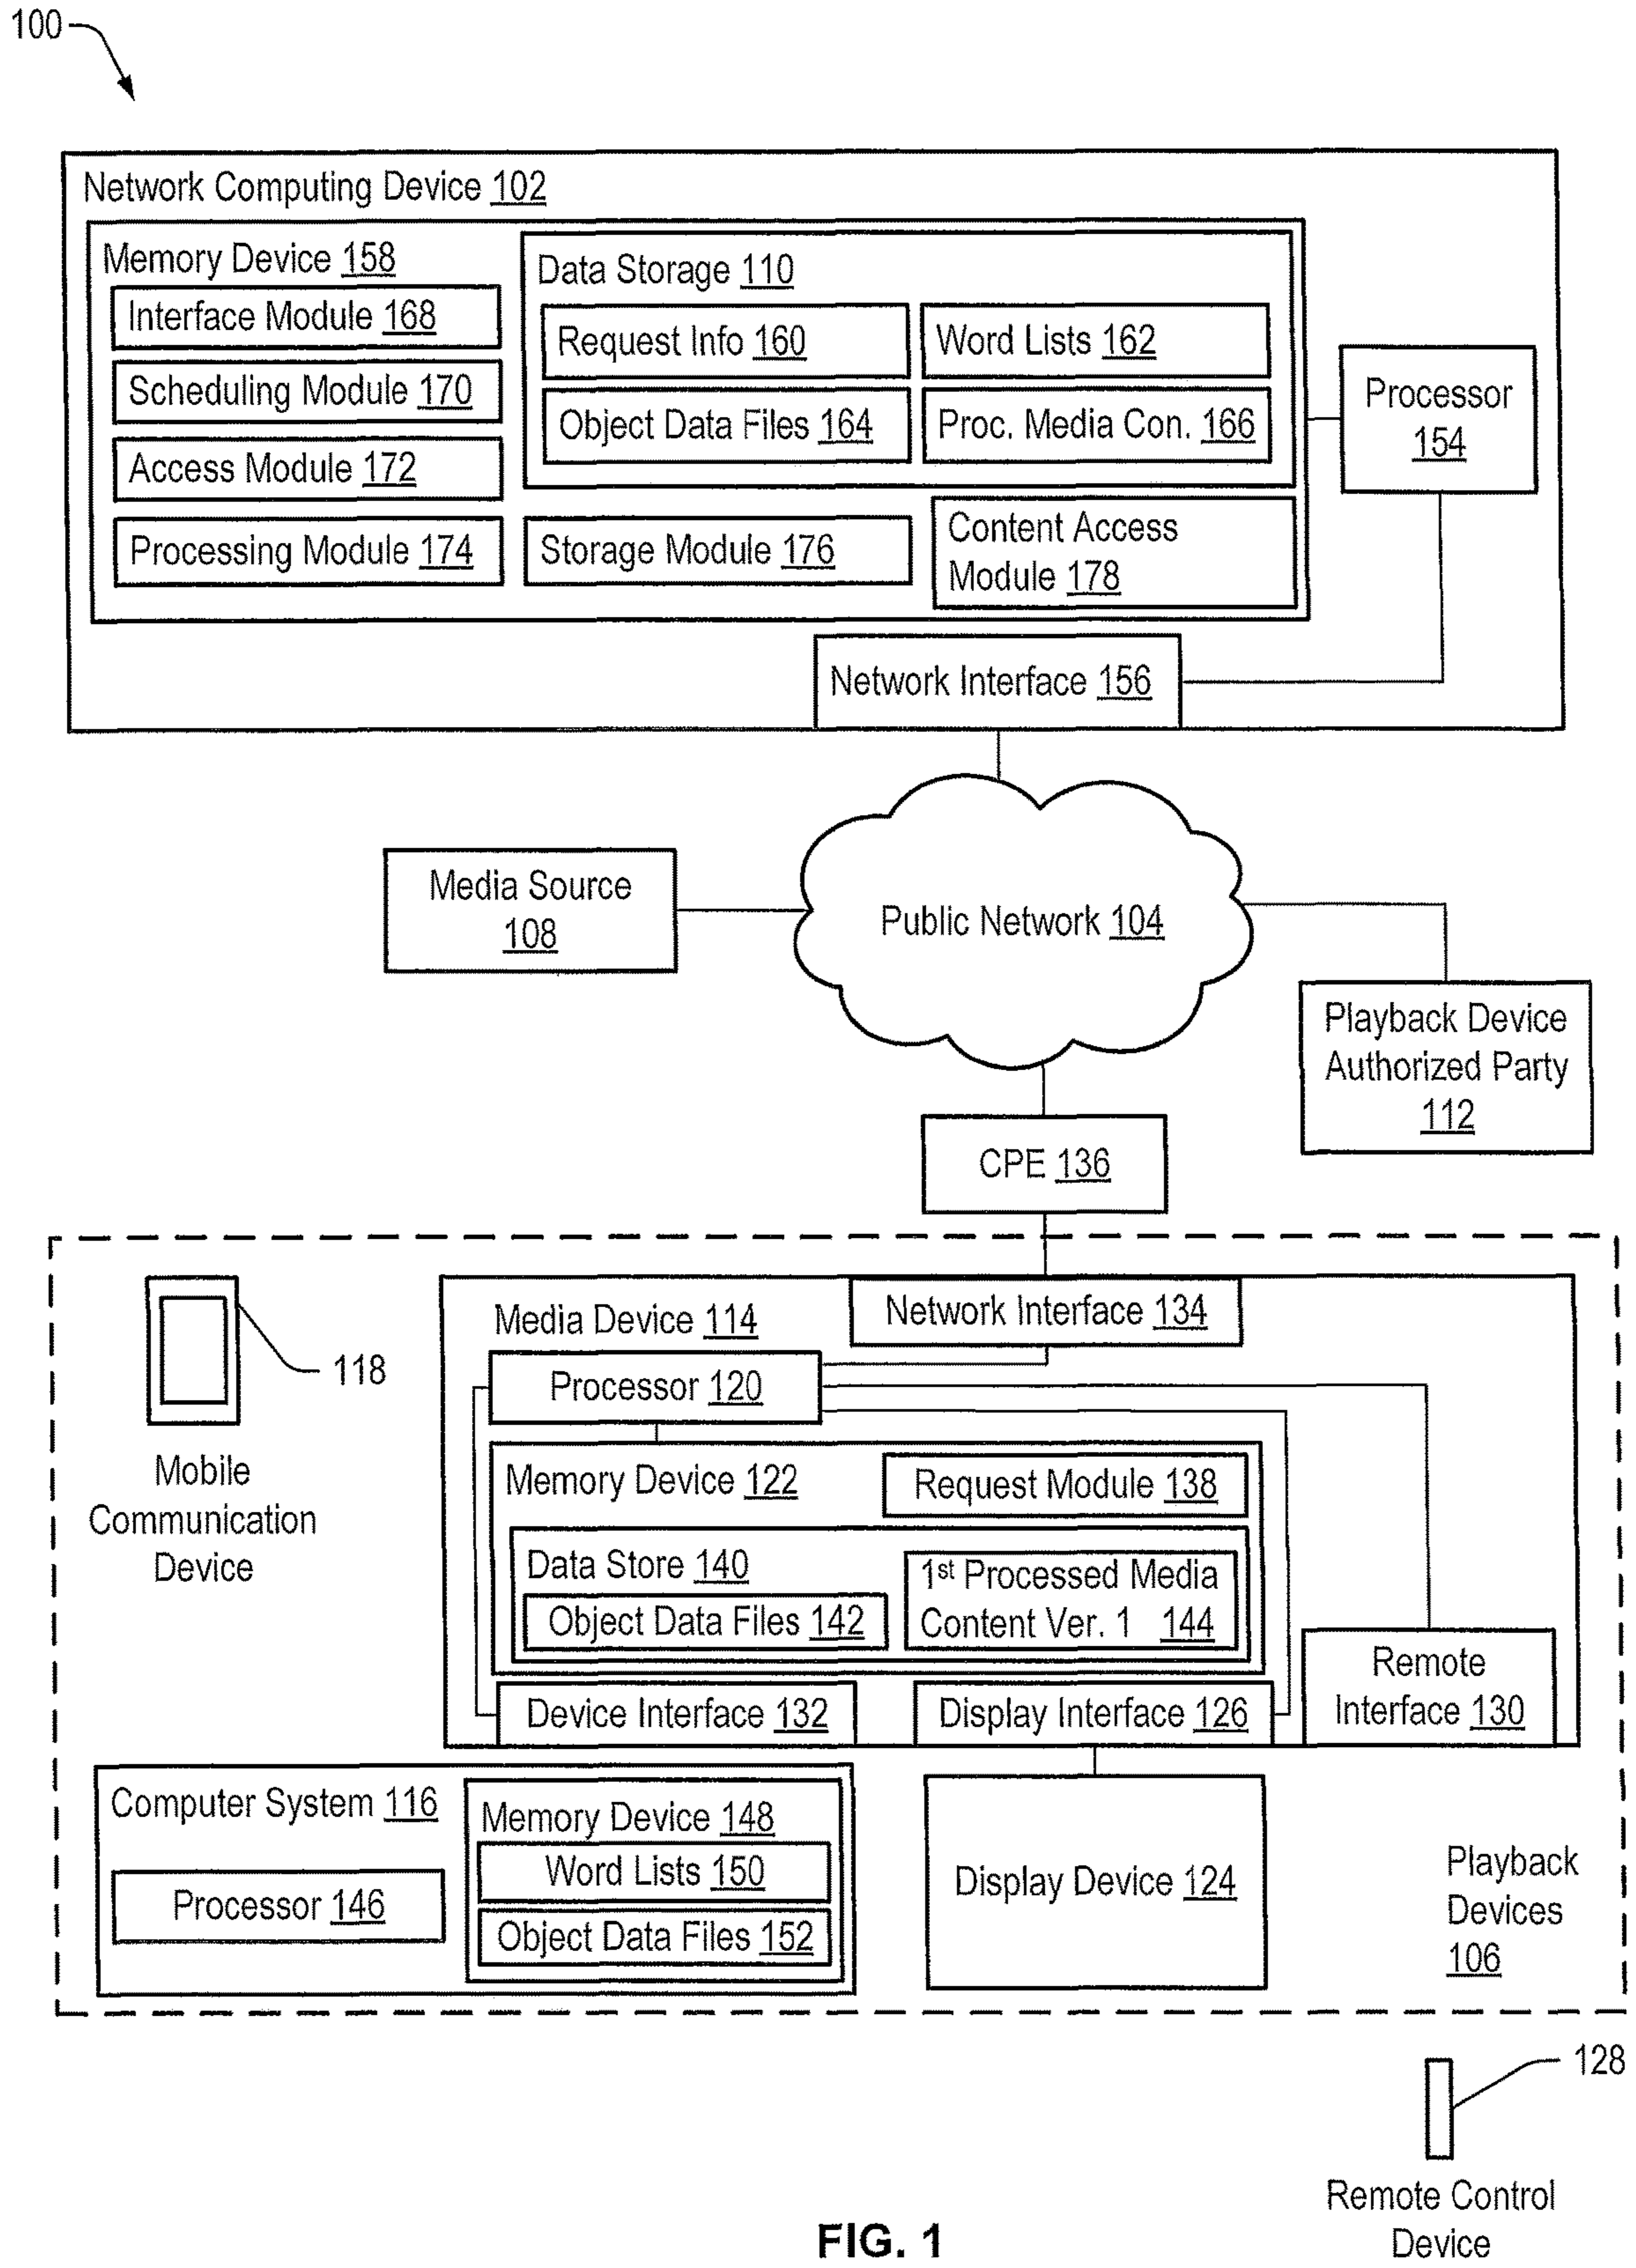 100
Network Computing Device 102
Memory Device 158
Interface Module 168
Scheduling Module 170
Access Module 172
Processing Module 174
Data Storage 110
Request Info 160
Word Lists 162
Object Data Files 164
Proc. Media Con. 166
Storage Module 176
Content Access
Module 178
Processor
154
Network Interface 156
Media Source
108
Public Network 104
Playback Device
Authorized Party
112
CPE 136
118
Mobile
Communication
Device
Media Device 114
Network Interface 134
Processor 120
Memory Device 122
Request Module 138
Data Store 140
Object Data Files 142
1st Processed Media
Content Ver. 1 144
Device Interface 132
Display Interface 126
Remote
Interface 130
Computer System 116
Processor 146
Memory Device 148
Word Lists 150
Object Data Files 152
Display Device 124
Playback
Devices
106
128
Remote Control
Device
FIG. 1